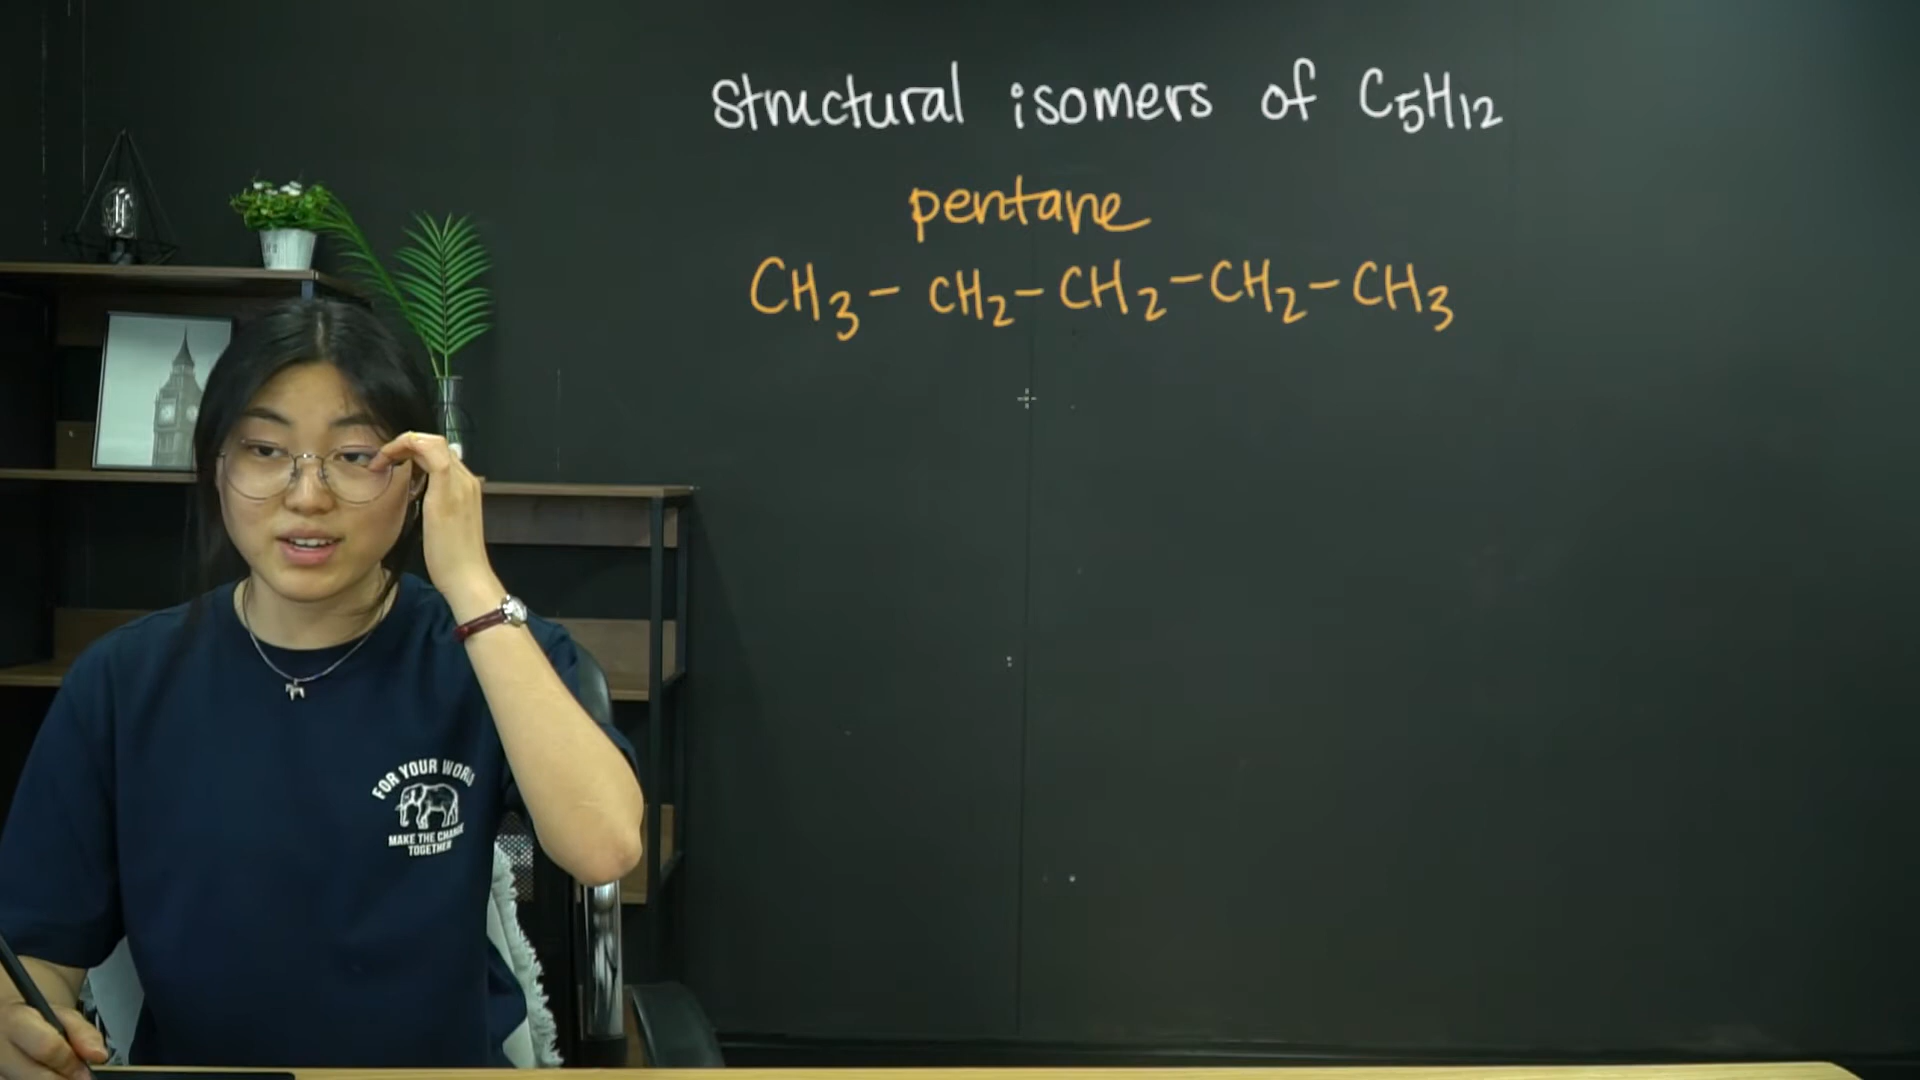 structural isomers of C5H12
pentane
CH3 - CH2 - CH2 - CH2 - CH3
FOR YOUR WORLD
MAKE THE CHANGE
TOGETHER